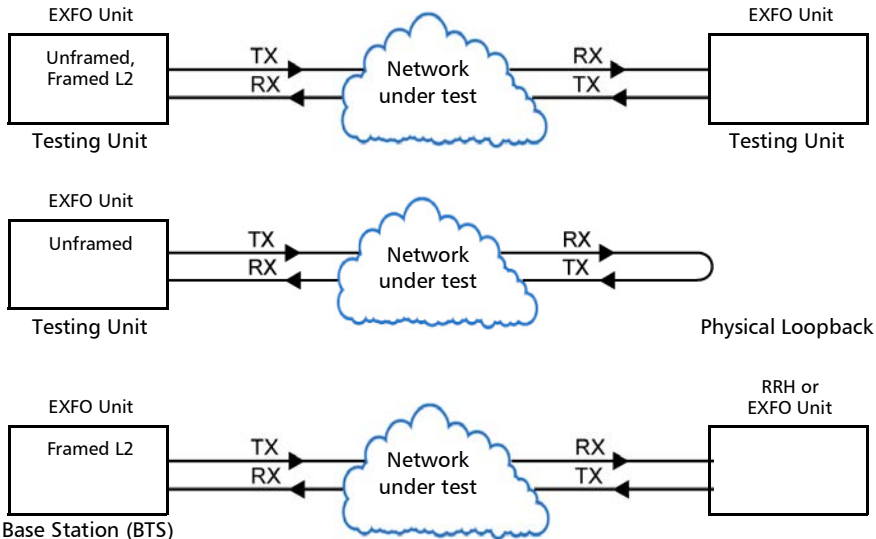 EXFO Unit
EXFO Unit
Unframed,
Framed L2
TX
RX
Network
under test
RX
TX
Testing Unit
Testing Unit
EXFO Unit
Unframed
TX
RX
Network
under test
RX
TX
Testing Unit
Physical Loopback
EXFO Unit
RRH or
EXFO Unit
Framed L2
TX
RX
Network
under test
RX
TX
Base Station (BTS)